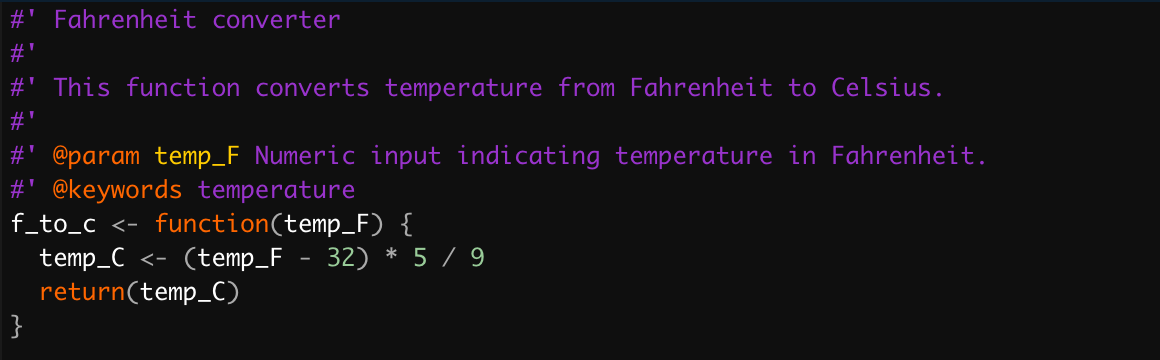 #' Fahrenheit converter
#'
#' This function converts temperature from Fahrenheit to Celsius.
#'
#' @param temp_F Numeric input indicating temperature in Fahrenheit.
#' @keywords temperature
f_to_c <- function(temp_F) {
  temp_C <- (temp_F - 32) * 5 / 9
  return(temp_C)
}